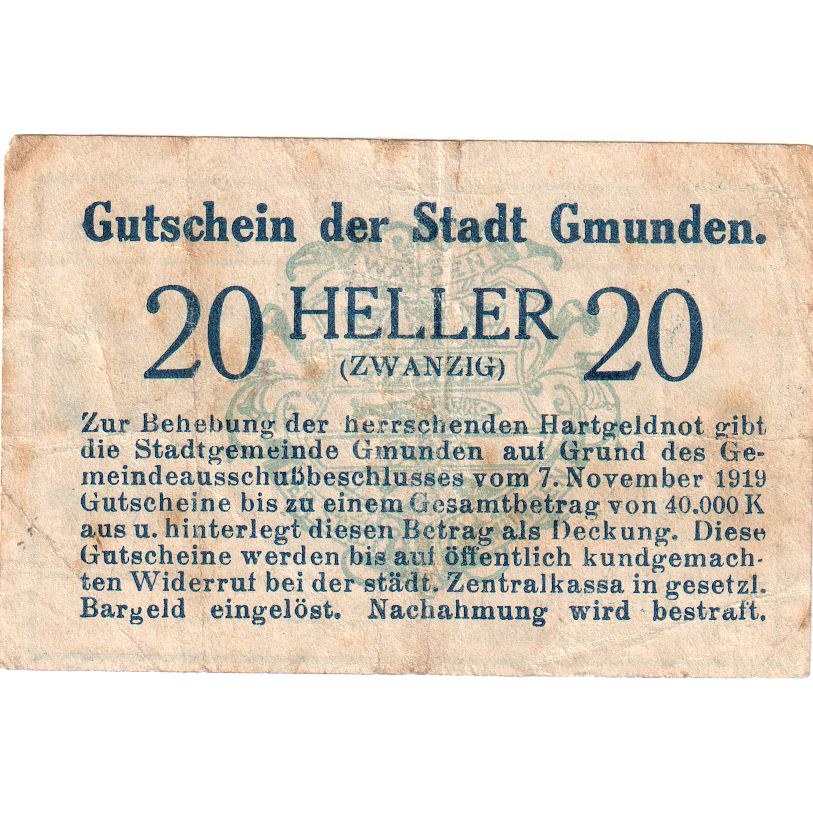 Gutschein der Stadt Gmunden.
WAPPEN
20 HELLER 20
(ZWANZIG)
Zur Behebung der herrschenden Hartgeldnot gibt
die Stadtgemeinde Gmunden auf Grund des Ge-
meindeausschußbeschlusses vom 7. November 1919
Gutscheine bis zu einem Gesamtbetrag von 40.000 K
aus u. hinterlegt diesen Betrag als Deckung. Diese
Gutscheine werden bis auf öffentlich kundgemach-
ten Widerruf bei der städt. Zentralkassa in gesetzl.
Bargeld eingelöst. Nachahmung wird bestraft.